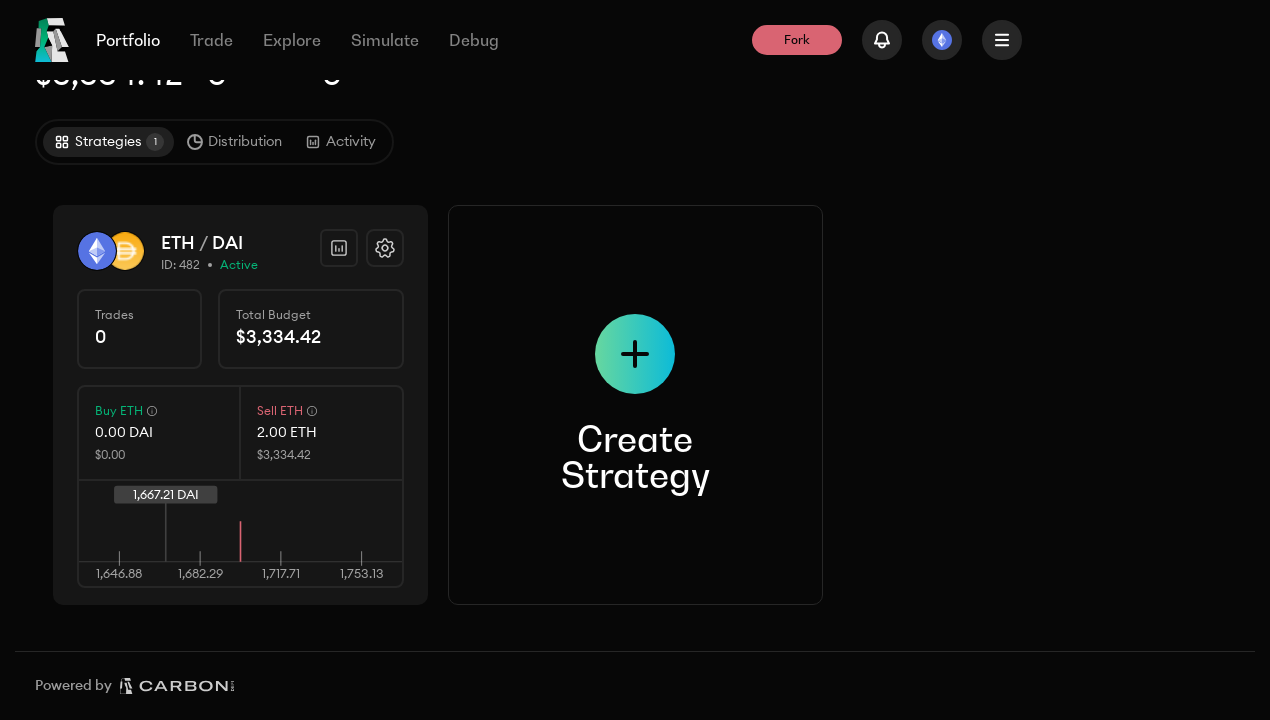 Portfolio Trade Explore Simulate Debug Fork
Strategies 1 Distribution Activity
ETH / DAI
ID: 482 • Active
Trades
0
Total Budget
$3,334.42
Buy ETH
0.00 DAI
$0.00
Sell ETH
2.00 ETH
$3,334.42
1,667.21 DAI
1,646.88 1,682.29 1,717.71 1,753.13
Create
Strategy
Powered by CARBON DEFI